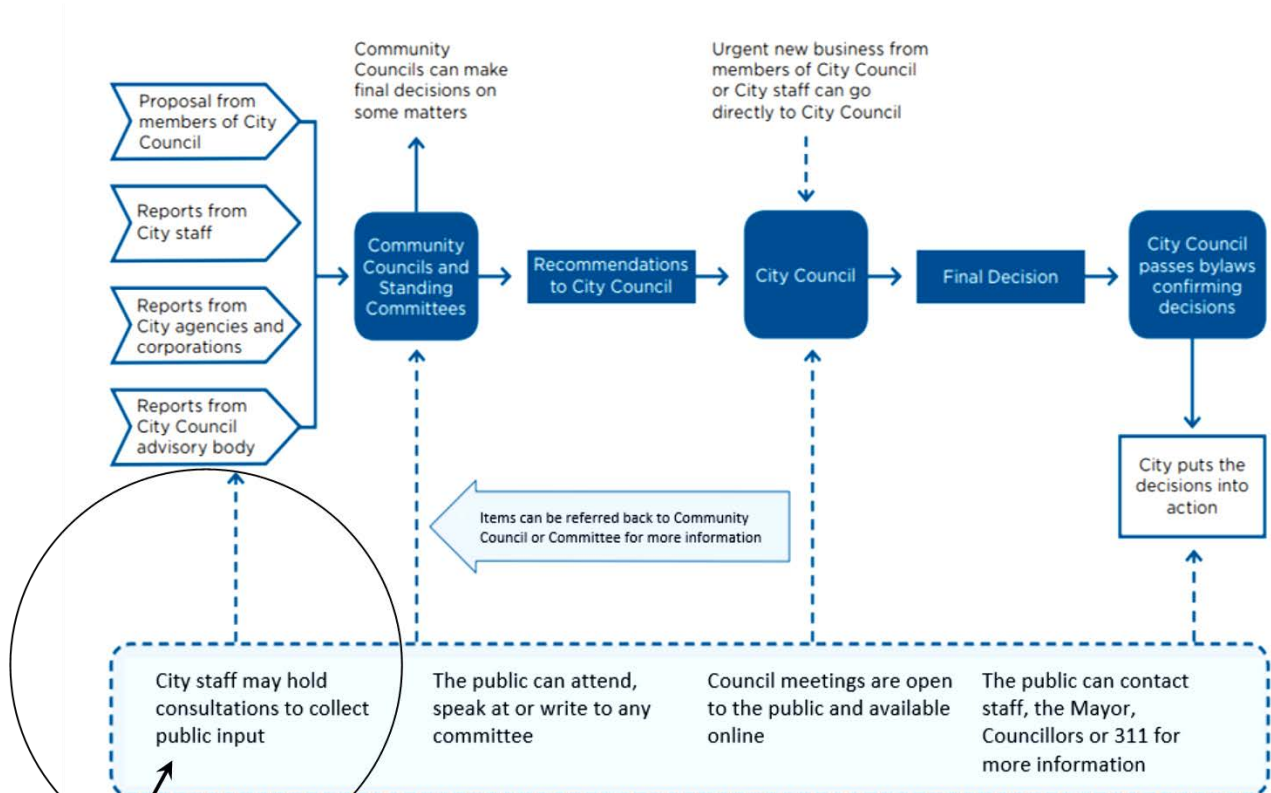 Community
Councils can make
final decisions on
some matters
Urgent new business from
members of City Council
or City staff can go
directly to City Council
Proposal from
members of City
Council
Reports from
City staff
Reports from
City agencies and
corporations
Reports from
City Council
advisory body
Community
Councils and
Standing
Committees
Recommendations
to City Council
City Council
Final Decision
City Council
passes bylaws
confirming
decisions
City puts the
decisions into
action
Items can be referred back to Community
Council or Committee for more information
City staff may hold
consultations to collect
public input
The public can attend,
speak at or write to any
committee
Council meetings are open
to the public and available
online
The public can contact
staff, the Mayor,
Councillors or 311 for
more information